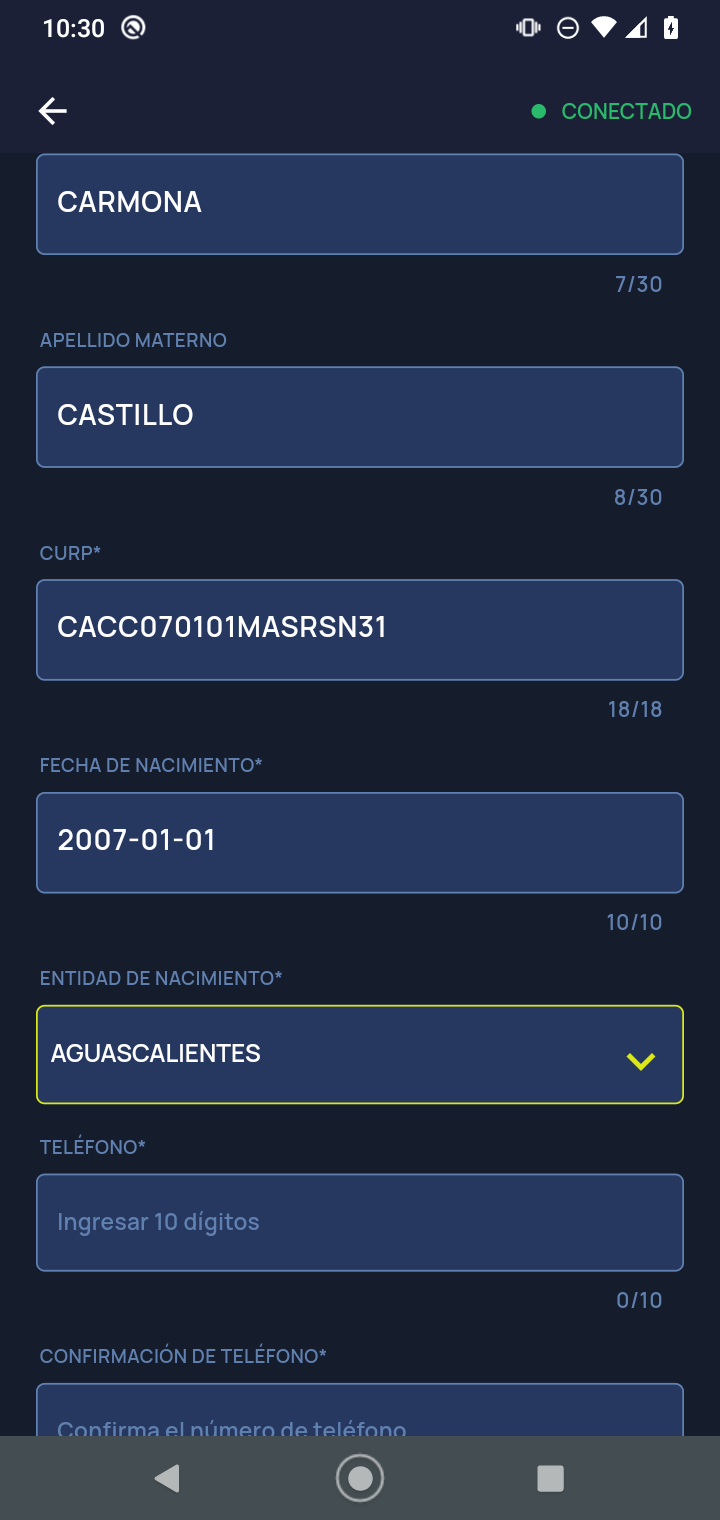 10:30
CONECTADO
CARMONA
7/30
APELLIDO MATERNO
CASTILLO
8/30
CURP*
CACC070101MASRSN31
18/18
FECHA DE NACIMIENTO*
2007-01-01
10/10
ENTIDAD DE NACIMIENTO*
AGUASCALIENTES
TELÉFONO*
Ingresar 10 dígitos
0/10
CONFIRMACIÓN DE TELÉFONO*
Confirma el número de teléfono